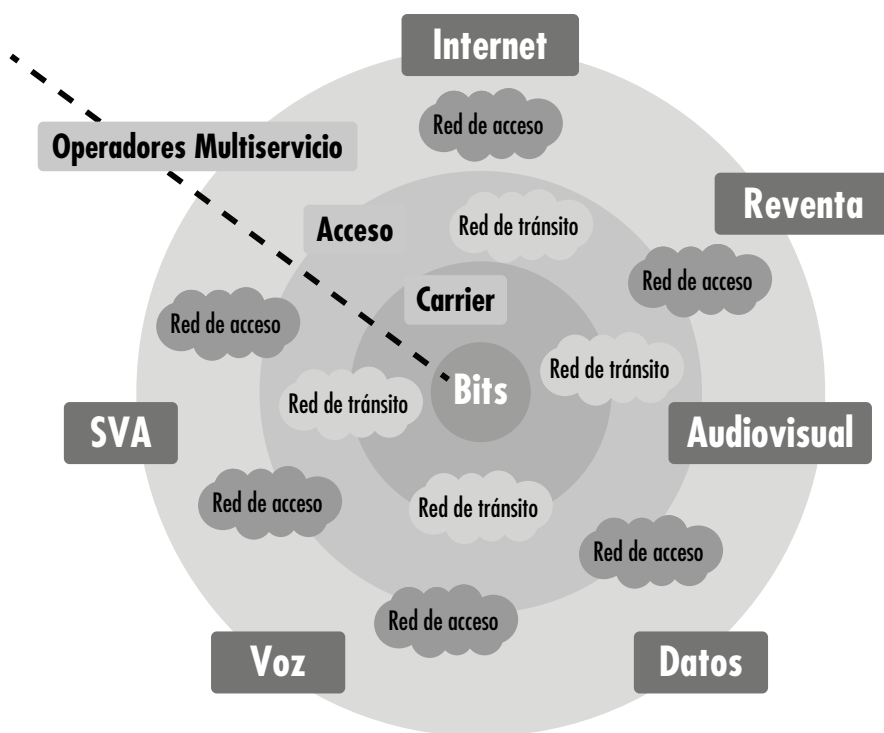 Internet
Red de acceso
Operadores Multiservicio
Reventa
Acceso
Red de tránsito
Red de acceso
Carrier
Red de acceso
Red de tránsito
Bits
Red de tránsito
SVA
Audiovisual
Red de acceso
Red de tránsito
Red de acceso
Red de acceso
Voz
Datos